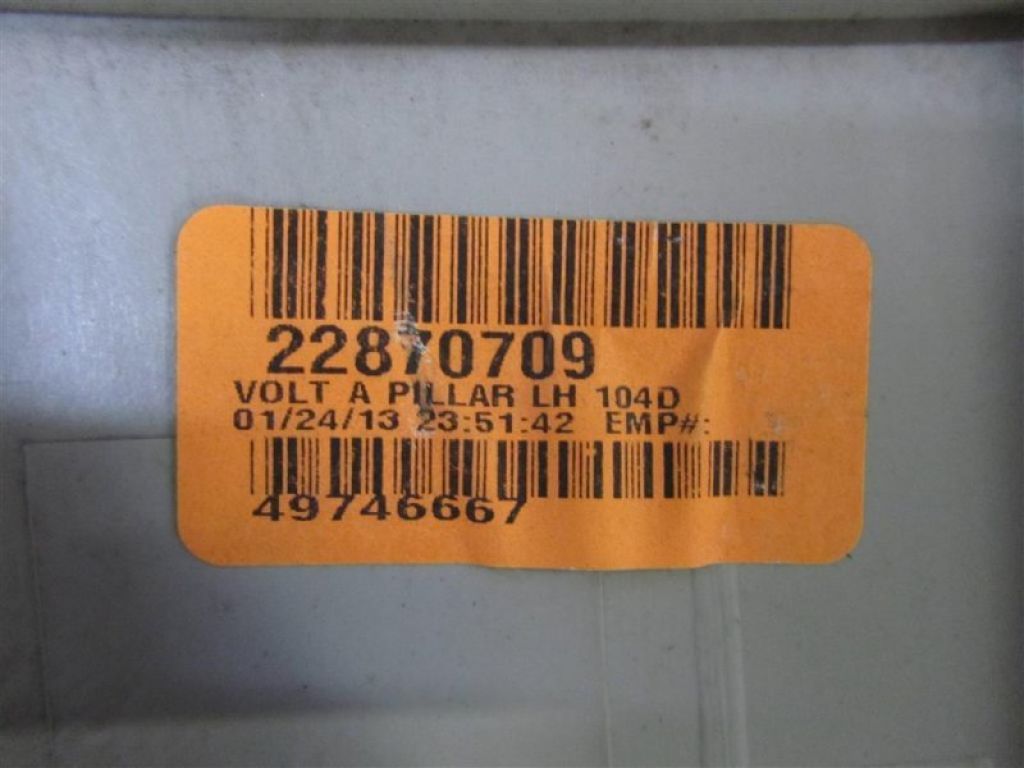 22870709
VOLT A PILLAR LH 104D
01/24/13 23:51:42 EMP#:
49746667